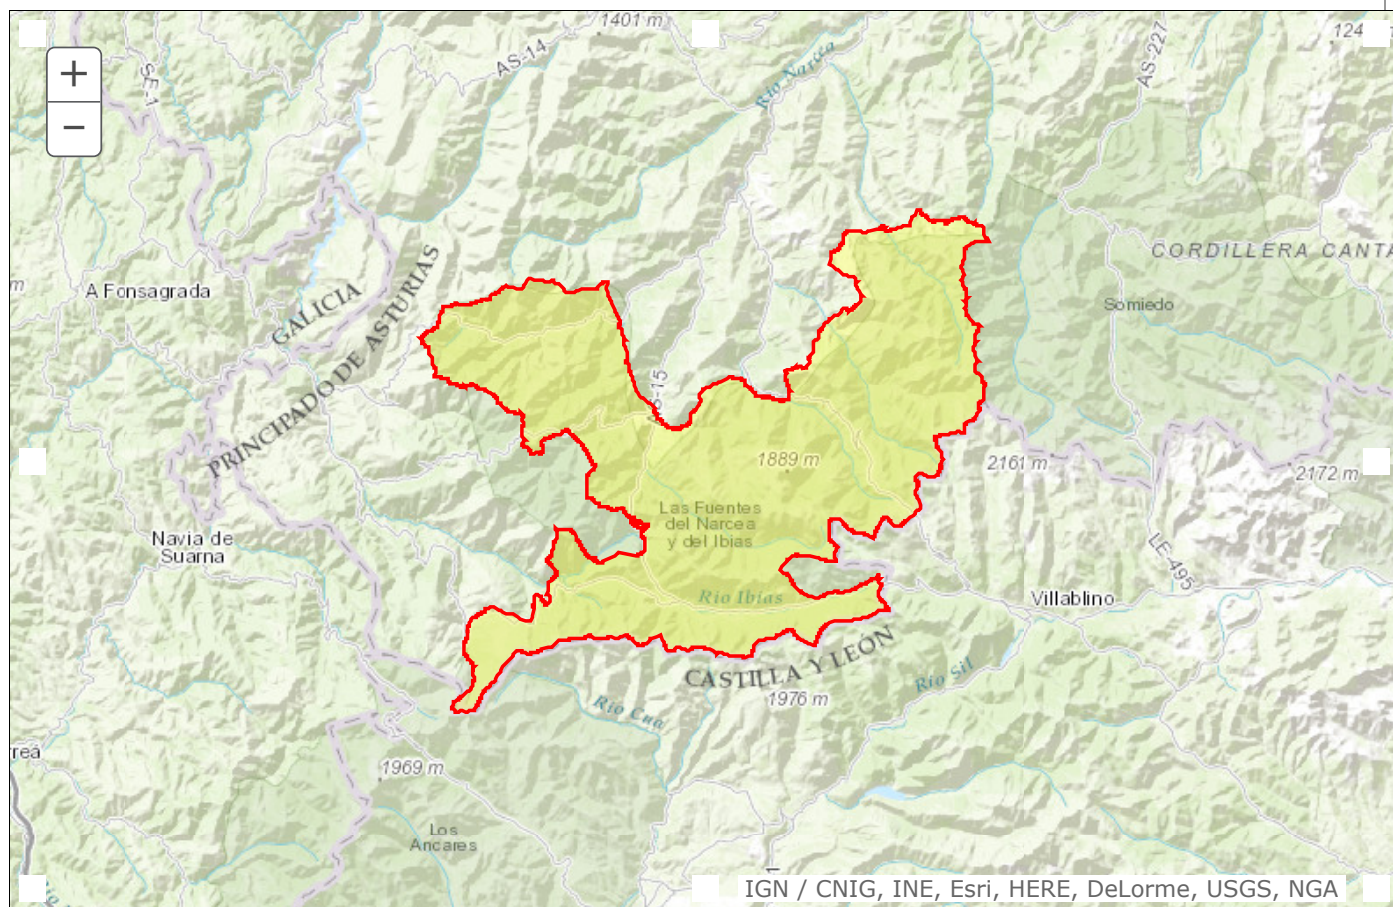 1401 m
AS-14
SE-1
Río Narcea
AS-227
+
−
CORDILLERA CANTA
A Fonsagrada
GALICIA
Somiedo
PRINCIPADO DE ASTURIAS
AS-15
1889 m
2161 m
2172 m
Las Fuentes
del Narcea
y del Ibias
Navia de
Suarna
LE-495
Río Ibias
Villablino
CASTILLA Y LEÓN
Río Sil
1976 m
Río Cua
1969 m
Los
Ancares
IGN / CNIG, INE, Esri, HERE, DeLorme, USGS, NGA